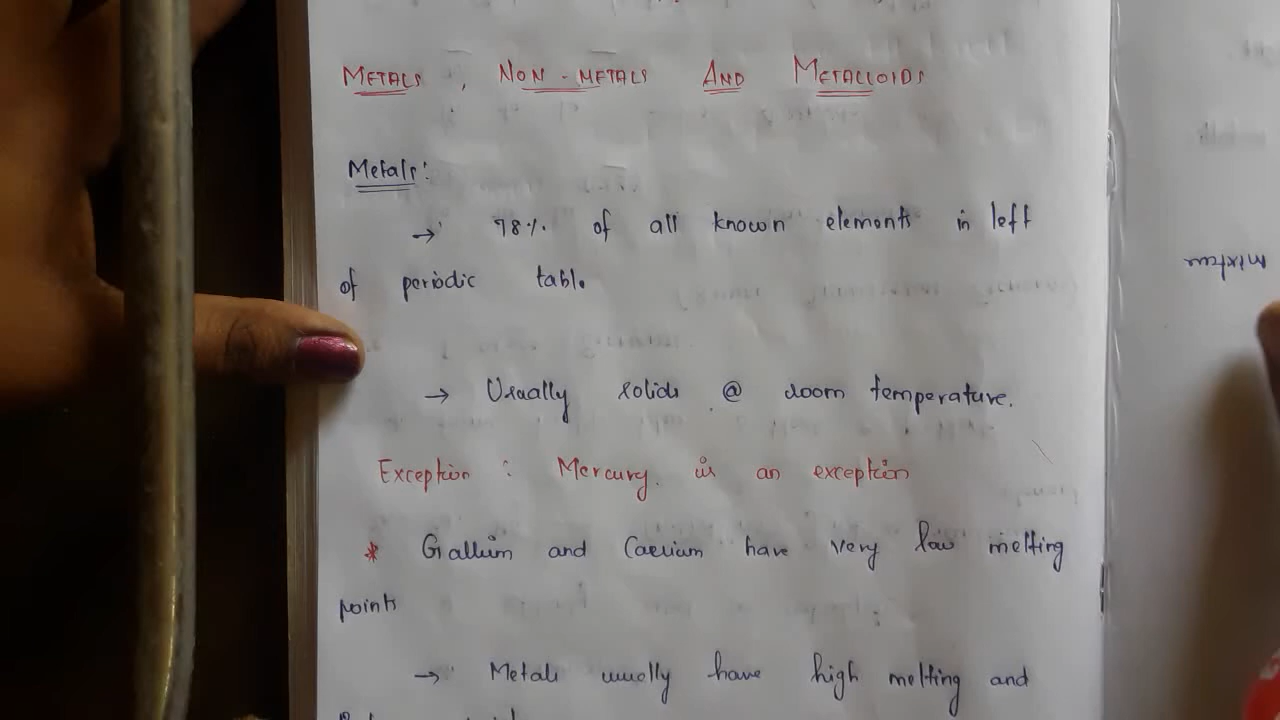 METALS, NON-METALS AND METALLOIDS
Metals:
→ 78% of all known elements in left
of periodic table
→ Usually solids @ room temperature.
Exception: Mercury is an exception
* Gallium and Caesium have very low melting
points
→ Metals usually have high melting and
mixture